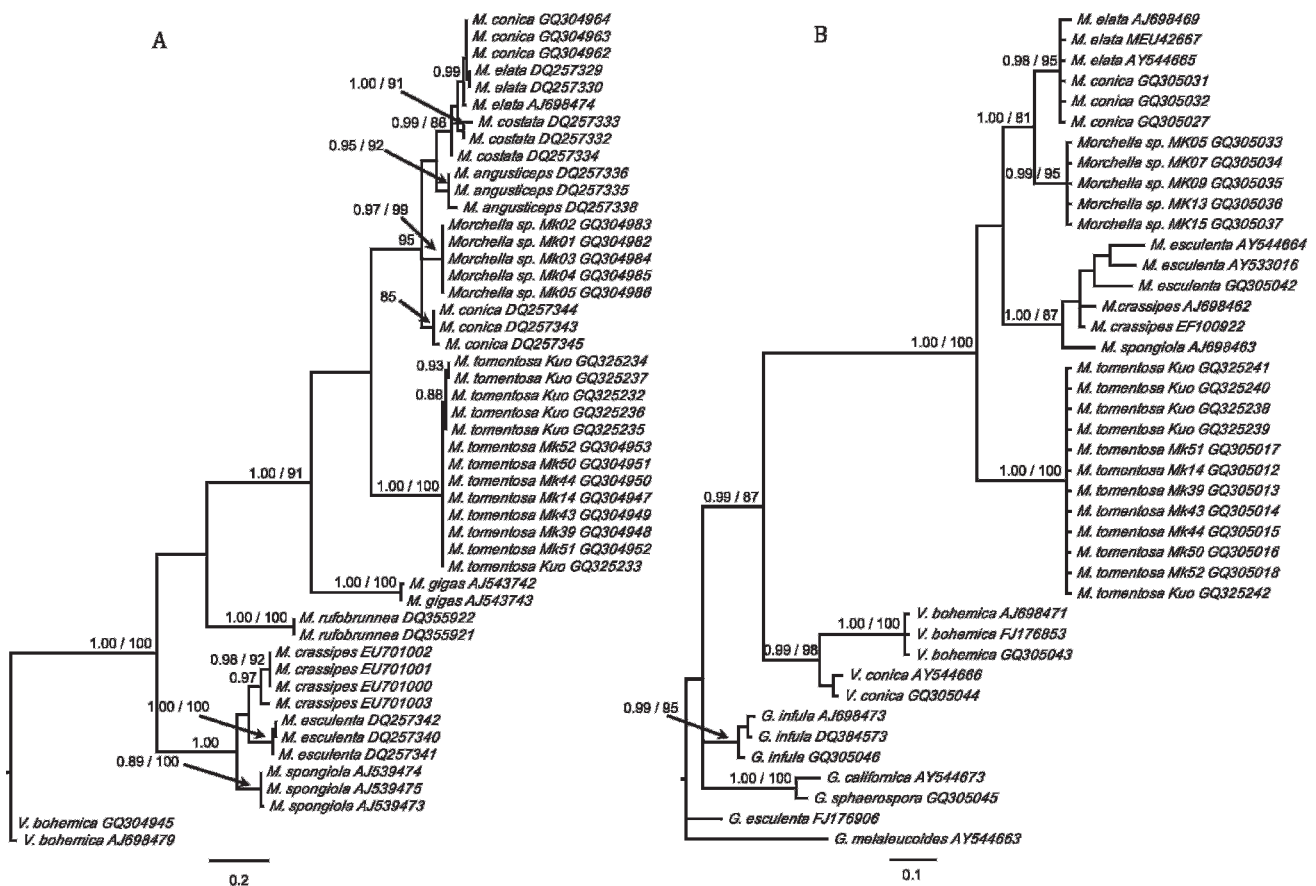 A
M. conica GQ304964
M. conica GQ304963
M. conica GQ304962
0.99
M. elata DQ257329
M. elata DQ257330
1.00 / 91
M. elata AJ698474
0.99 / 88
M. costata DQ257333
M. costata DQ257332
0.95 / 92
M. costata DQ257334
M. angusticeps DQ257336
M. angusticeps DQ257335
M. angusticeps DQ257338
0.97 / 99
Morchella sp. Mk02 GQ304983
95
Morchella sp. Mk01 GQ304982
Morchella sp. Mk03 GQ304984
Morchella sp. Mk04 GQ304985
85
Morchella sp. Mk05 GQ304986
M. conica DQ257344
M. conica DQ257343
M. conica DQ257345
0.93
M. tomentosa Kuo GQ325234
M. tomentosa Kuo GQ325237
0.88
M. tomentosa Kuo GQ325232
M. tomentosa Kuo GQ325236
M. tomentosa Kuo GQ325235
M. tomentosa Mk52 GQ304953
M. tomentosa Mk50 GQ304951
1.00 / 91
M. tomentosa Mk44 GQ304950
1.00 / 100
M. tomentosa Mk14 GQ304947
M. tomentosa Mk43 GQ304949
M. tomentosa Mk39 GQ304948
M. tomentosa Mk51 GQ304952
M. tomentosa Kuo GQ325233
1.00 / 100
M. gigas AJ543742
M. gigas AJ543743
1.00 / 100
M. rufobrunnea DQ355922
M. rufobrunnea DQ355921
1.00 / 100
M. crassipes EU701002
0.98 / 92
M. crassipes EU701001
0.97
M. crassipes EU701000
M. crassipes EU701003
1.00 / 100
M. esculenta DQ257342
M. esculenta DQ257340
1.00
M. esculenta DQ257341
0.89 / 100
M. spongiola AJ539474
M. spongiola AJ539475
M. spongiola AJ539473
V. bohemica GQ304945
V. bohemica AJ698479
0.2
B
M. elata AJ698469
M. elata MEU42667
0.98 / 95
M. elata AY544665
M. conica GQ305031
M. conica GQ305032
1.00 / 81
M. conica GQ305027
Morchella sp. MK05 GQ305033
Morchella sp. MK07 GQ305034
0.99 / 95
Morchella sp. MK09 GQ305035
Morchella sp. MK13 GQ305036
Morchella sp. MK15 GQ305037
M. esculenta AY544664
M. esculenta AY533016
M. esculenta GQ305042
M.crassipes AJ698462
1.00 / 87
M. crassipes EF100922
1.00 / 100
M. spongiola AJ698463
M. tomentosa Kuo GQ325241
M. tomentosa Kuo GQ325240
M. tomentosa Kuo GQ325238
M. tomentosa Kuo GQ325239
M. tomentosa Mk51 GQ305017
1.00 / 100
M. tomentosa Mk14 GQ305012
0.99 / 87
M. tomentosa Mk39 GQ305013
M. tomentosa Mk43 GQ305014
M. tomentosa Mk44 GQ305015
M. tomentosa Mk50 GQ305016
M. tomentosa Mk52 GQ305018
M. tomentosa Kuo GQ325242
1.00 / 100
V. bohemica AJ698471
V. bohemica FJ176853
0.99 / 98
V. bohemica GQ305043
V. conica AY544666
V. conica GQ305044
0.99 / 95
G. infula AJ698473
G. infula DQ384573
G. infula GQ305046
1.00 / 100
G. californica AY544673
G. sphaerospora GQ305045
G. esculenta FJ176906
G. melaleucoides AY544663
0.1